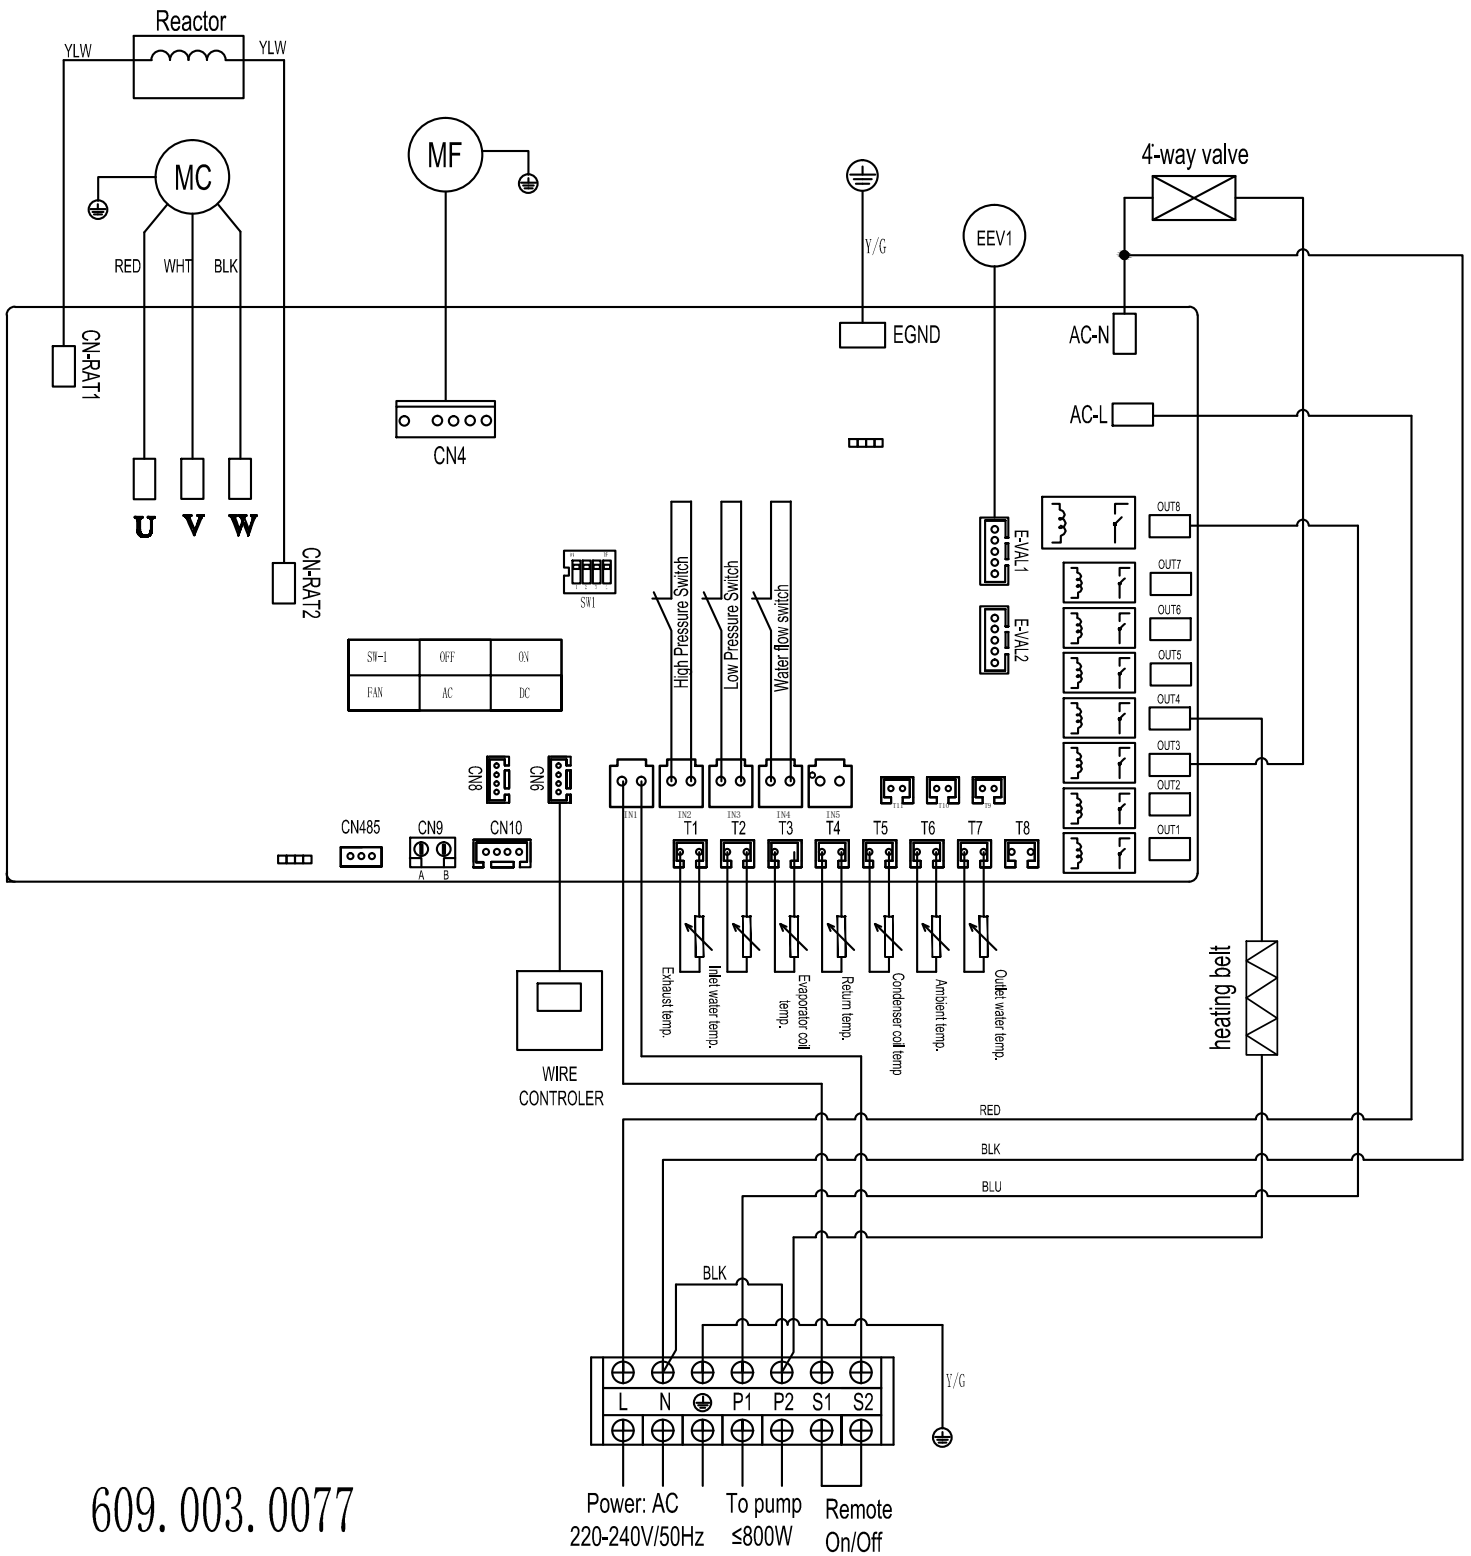 Reactor
YLW
YLW
MC
MF
4-way valve
EEV1
Y/G
RED
WHT
BLK
CN-RAT1
EGND
AC-N
AC-L
CN4
U
V
W
CN-RAT2
SW1
High Pressure Switch
Low Pressure Switch
Water flow switch
E-VAL1
E-VAL2
OUT8
OUT7
OUT6
OUT5
OUT4
OUT3
OUT2
OUT1
SW-1 OFF ON
FAN AC DC
CN8
CN6
IN1
IN2
IN3
IN4
IN5
T11
T10
T9
CN485
CN9
CN10
A B
T1
T2
T3
T4
T5
T6
T7
T8
Exhaust temp.
Inlet water temp.
Evaporator coil
temp.
Return temp.
Condenser coil temp
Ambient temp.
Outlet water temp.
heating belt
WIRE
CONTROLER
RED
BLK
BLU
BLK
Y/G
L N P1 P2 S1 S2
Power: AC
220-240V/50Hz
To pump
≤800W
Remote
On/Off
609.003.0077